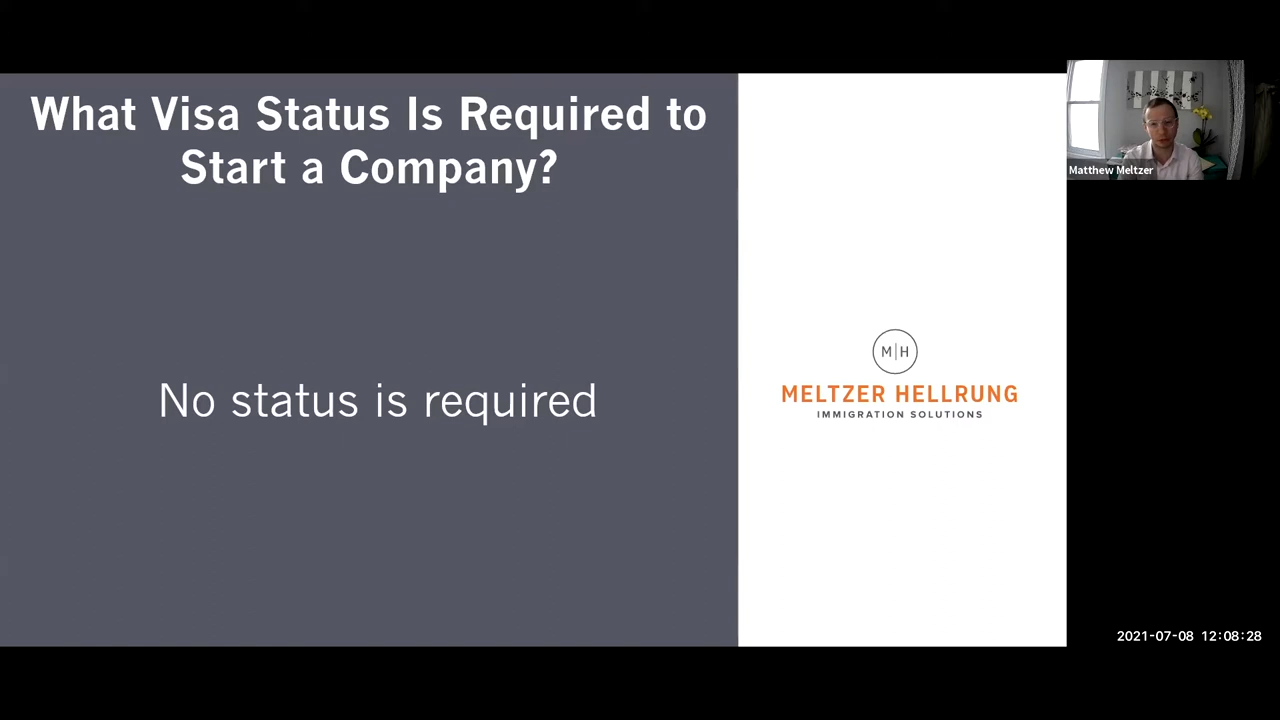 What Visa Status Is Required to
Start a Company?
No status is required
M|H
MELTZER HELLRUNG
IMMIGRATION SOLUTIONS
Matthew Meltzer
2021-07-08 12:08:28